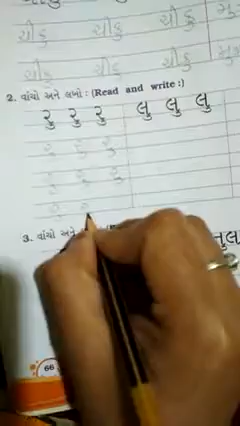 ચીકુ ચીકુ ચીકુ
ચીકુ ચીકુ ચીકુ
2. વાંચો અને લખો : (Read and write :)
રુ રુ રુ લુ લુ લુ
રુ રુ રુ
રુ રુ રુ
રુ રુ
3. વાંચો અને
66